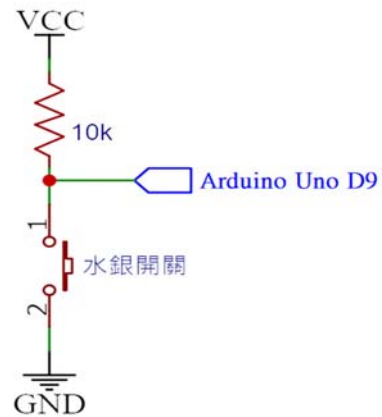 VCC
10k
Arduino Uno D9
1
水銀開關
2
GND